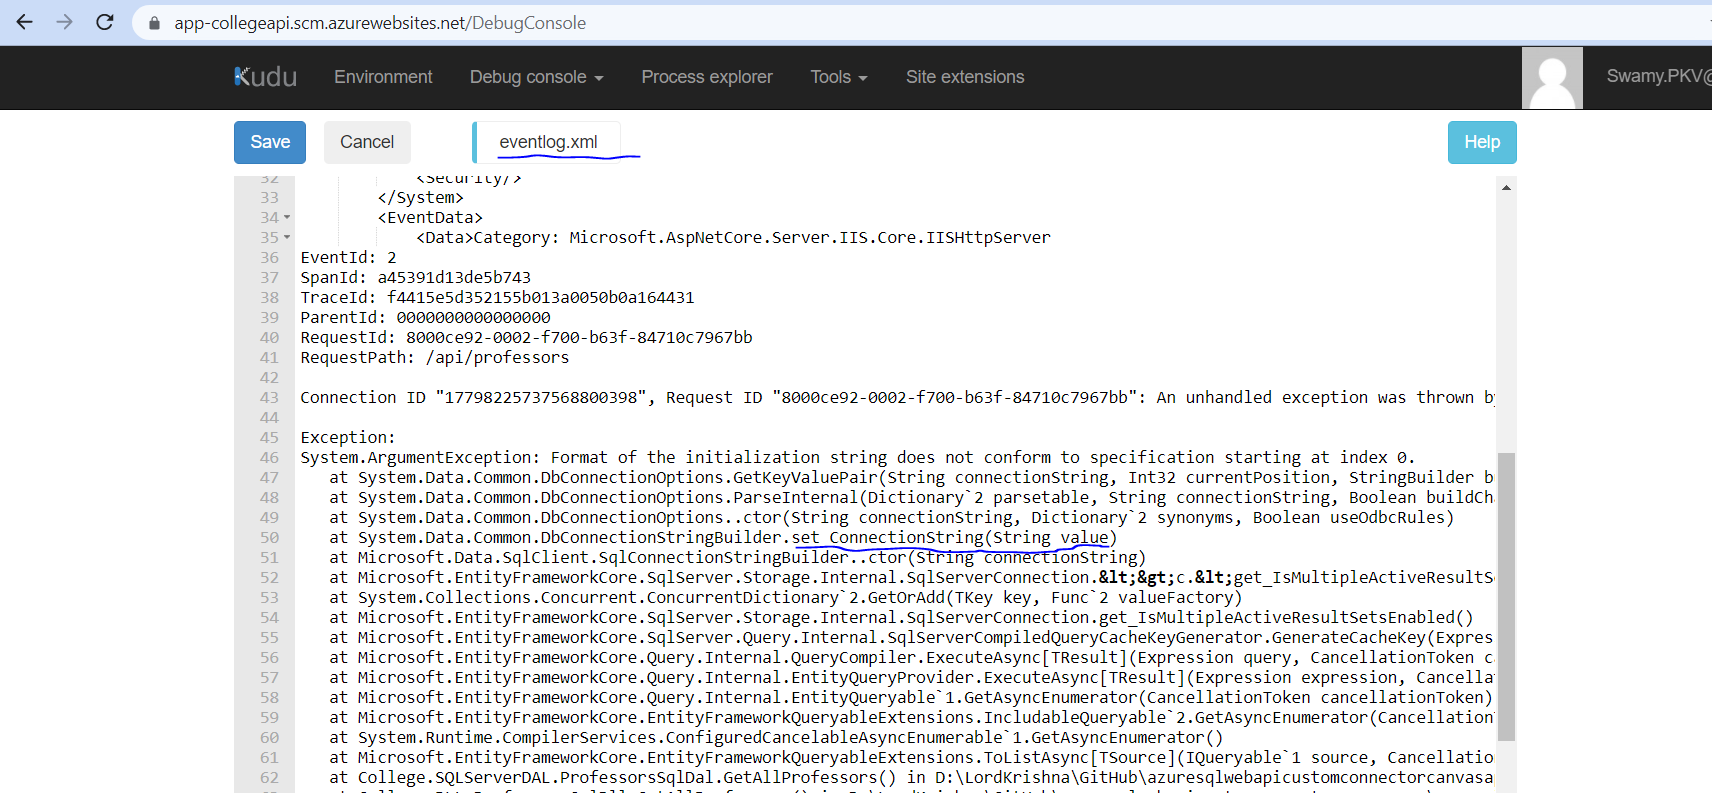 app-collegeapi.scm.azurewebsites.net/DebugConsole
Kudu Environment Debug console Process explorer Tools Site extensions Swamy.PKV@
Save Cancel eventlog.xml Help
32 <Security/>
33 </System>
34 <EventData>
35 <Data>Category: Microsoft.AspNetCore.Server.IIS.Core.IISHttpServer
36 EventId: 2
37 SpanId: a45391d13de5b743
38 TraceId: f4415e5d352155b013a0050b0a164431
39 ParentId: 0000000000000000
40 RequestId: 8000ce92-0002-f700-b63f-84710c7967bb
41 RequestPath: /api/professors
42
43 Connection ID "17798225737568800398", Request ID "8000ce92-0002-f700-b63f-84710c7967bb": An unhandled exception was thrown by
44
45 Exception:
46 System.ArgumentException: Format of the initialization string does not conform to specification starting at index 0.
47 at System.Data.Common.DbConnectionOptions.GetKeyValuePair(String connectionString, Int32 currentPosition, StringBuilder b
48 at System.Data.Common.DbConnectionOptions.ParseInternal(Dictionary`2 parsetable, String connectionString, Boolean buildCh
49 at System.Data.Common.DbConnectionOptions..ctor(String connectionString, Dictionary`2 synonyms, Boolean useOdbcRules)
50 at System.Data.Common.DbConnectionStringBuilder.set_ConnectionString(String value)
51 at Microsoft.Data.SqlClient.SqlConnectionStringBuilder..ctor(String connectionString)
52 at Microsoft.EntityFrameworkCore.SqlServer.Storage.Internal.SqlServerConnection.&lt;&gt;c.&lt;get_IsMultipleActiveResultS
53 at System.Collections.Concurrent.ConcurrentDictionary`2.GetOrAdd(TKey key, Func`2 valueFactory)
54 at Microsoft.EntityFrameworkCore.SqlServer.Storage.Internal.SqlServerConnection.get_IsMultipleActiveResultSetsEnabled()
55 at Microsoft.EntityFrameworkCore.SqlServer.Query.Internal.SqlServerCompiledQueryCacheKeyGenerator.GenerateCacheKey(Expres
56 at Microsoft.EntityFrameworkCore.Query.Internal.QueryCompiler.ExecuteAsync[TResult](Expression query, CancellationToken c
57 at Microsoft.EntityFrameworkCore.Query.Internal.EntityQueryProvider.ExecuteAsync[TResult](Expression expression, Cancella
58 at Microsoft.EntityFrameworkCore.Query.Internal.EntityQueryable`1.GetAsyncEnumerator(CancellationToken cancellationToken)
59 at Microsoft.EntityFrameworkCore.EntityFrameworkQueryableExtensions.IncludableQueryable`2.GetAsyncEnumerator(Cancellation
60 at System.Runtime.CompilerServices.ConfiguredCancelableAsyncEnumerable`1.GetAsyncEnumerator()
61 at Microsoft.EntityFrameworkCore.EntityFrameworkQueryableExtensions.ToListAsync[TSource](IQueryable`1 source, Cancellatio
62 at College.SQLServerDAL.ProfessorsSqlDal.GetAllProfessors() in D:\LordKrishna\GitHub\azuresqlwebapicustomconnectorcanvasa